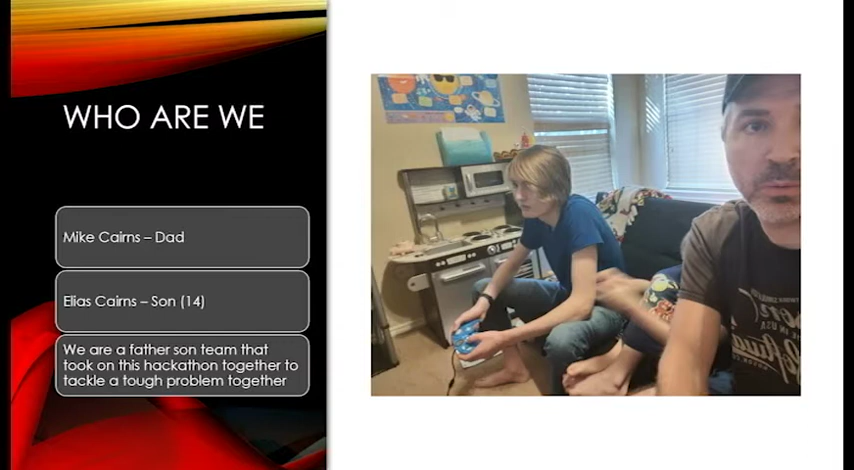 WHO ARE WE
Mike Cairns – Dad
Elias Cairns – Son (14)
We are a father son team that
took on this hackathon together to
tackle a tough problem together